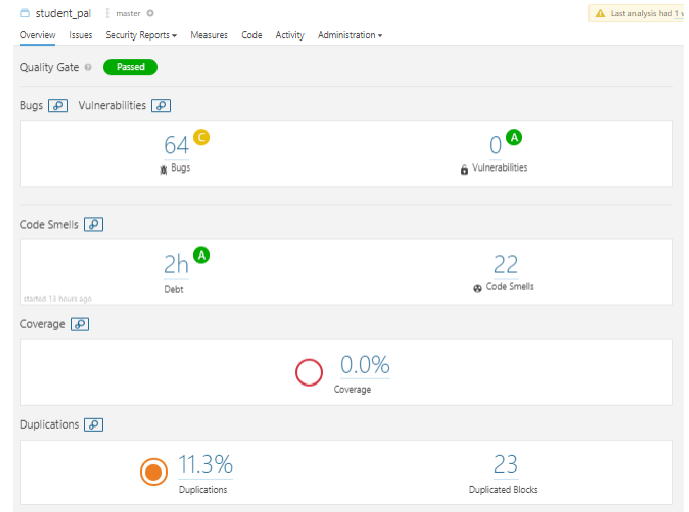 student_pal master Last analysis had 1
Overview Issues Security Reports Measures Code Activity Administration
Quality Gate Passed
Bugs Vulnerabilities
64 C 0 A
Bugs Vulnerabilities
Code Smells
2h A 22
Debt Code Smells
started 13 hours ago
Coverage
0.0%
Coverage
Duplications
11.3% 23
Duplications Duplicated Blocks